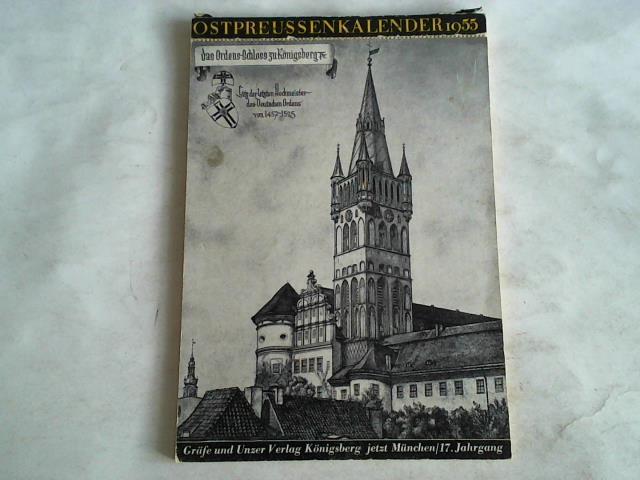 OSTPREUSSENKALENDER 1955
das Ordens-Schloss zu Königsberg Pr.
Sitz der letzten Hochmeister
des Deutschen Ordens
von 1457-1525
Gräfe und Unzer Verlag Königsberg jetzt München/17. Jahrgang